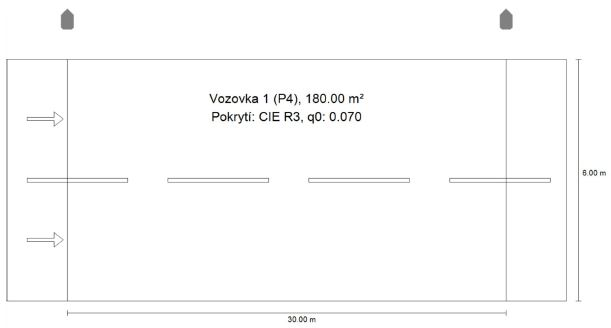 Vozovka 1 (P4), 180.00 m²
Pokrytí: CIE R3, q0: 0.070
6.00 m
30.00 m